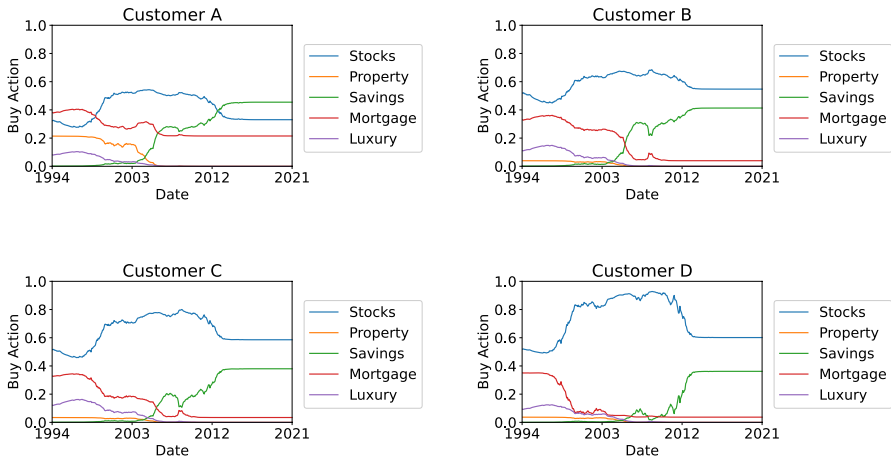 Customer A
1.0
0.8
0.6
0.4
0.2
0.0
Buy Action
1994
2003
2012
2021
Date
Stocks
Property
Savings
Mortgage
Luxury
Customer B
1.0
0.8
0.6
0.4
0.2
0.0
Buy Action
1994
2003
2012
2021
Date
Stocks
Property
Savings
Mortgage
Luxury
Customer C
1.0
0.8
0.6
0.4
0.2
0.0
Buy Action
1994
2003
2012
2021
Date
Stocks
Property
Savings
Mortgage
Luxury
Customer D
1.0
0.8
0.6
0.4
0.2
0.0
Buy Action
1994
2003
2012
2021
Date
Stocks
Property
Savings
Mortgage
Luxury